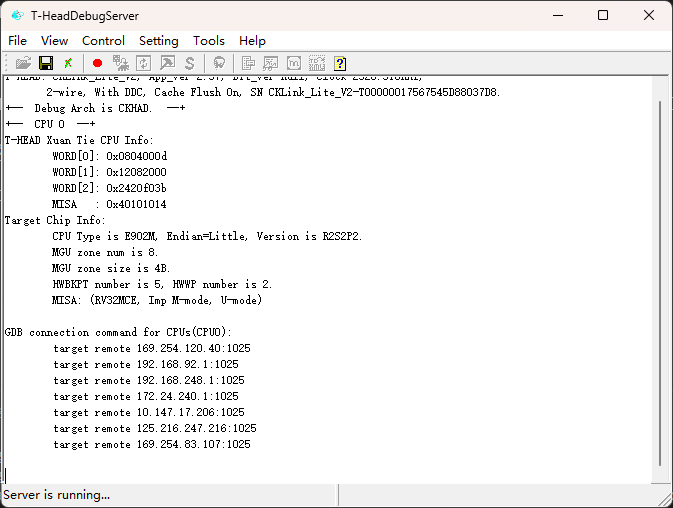 T-HeadDebugServer
File View Control Setting Tools Help
2-wire, With DDC, Cache Flush On, SN CKLink_Lite_V2-T00000017567545D88037D8.
+-- Debug Arch is CKHAD. --+
+-- CPU 0 --+
T-HEAD Xuan Tie CPU Info:
WORD[0]: 0x0804000d
WORD[1]: 0x12082000
WORD[2]: 0x2420f03b
MISA : 0x40101014
Target Chip Info:
CPU Type is E902M, Endian=Little, Version is R2S2P2.
MGU zone num is 8.
MGU zone size is 4B.
HWBKPT number is 5, HWWP number is 2.
MISA: (RV32MCE, Imp M-mode, U-mode)
GDB connection command for CPUs(CPU0):
target remote 169.254.120.40:1025
target remote 192.168.92.1:1025
target remote 192.168.248.1:1025
target remote 172.24.240.1:1025
target remote 10.147.17.206:1025
target remote 125.216.247.216:1025
target remote 169.254.83.107:1025
Server is running...